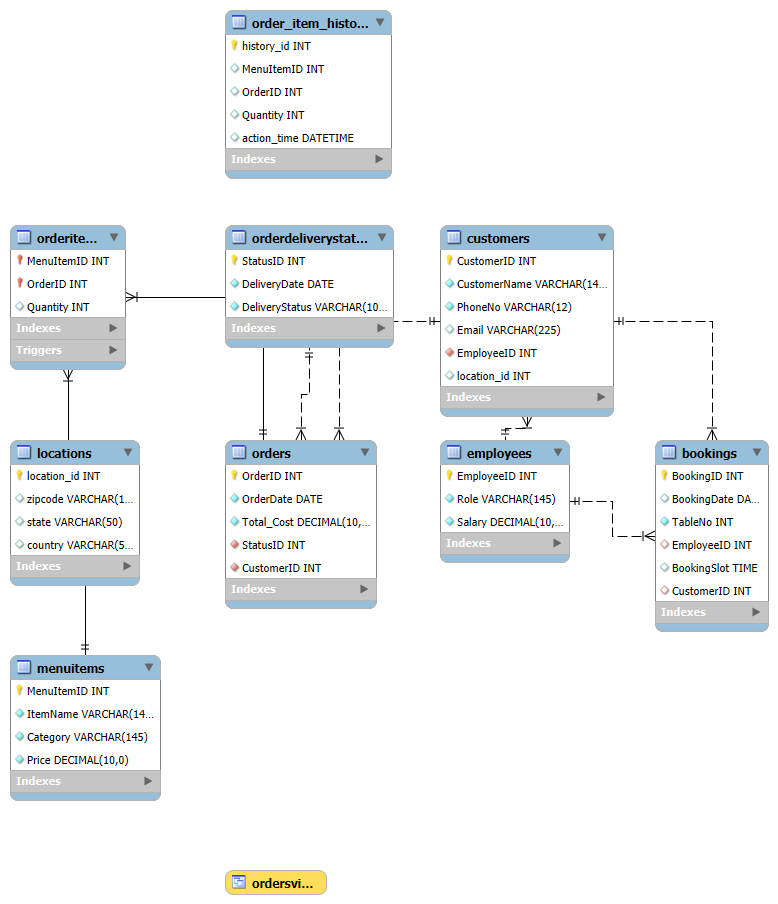 order_item_histo...
history_id INT
MenuItemID INT
OrderID INT
Quantity INT
action_time DATETIME
Indexes
orderite...
MenuItemID INT
OrderID INT
Quantity INT
Indexes
Triggers
orderdeliverystat...
StatusID INT
DeliveryDate DATE
DeliveryStatus VARCHAR(10...
Indexes
customers
CustomerID INT
CustomerName VARCHAR(14...
PhoneNo VARCHAR(12)
Email VARCHAR(225)
EmployeeID INT
location_id INT
Indexes
locations
location_id INT
zipcode VARCHAR(1...
state VARCHAR(50)
country VARCHAR(5...
Indexes
orders
OrderID INT
OrderDate DATE
Total_Cost DECIMAL(10,...
StatusID INT
CustomerID INT
Indexes
employees
EmployeeID INT
Role VARCHAR(145)
Salary DECIMAL(10,...
Indexes
bookings
BookingID INT
BookingDate DA...
TableNo INT
EmployeeID INT
BookingSlot TIME
CustomerID INT
Indexes
menuitems
MenuItemID INT
ItemName VARCHAR(14...
Category VARCHAR(145)
Price DECIMAL(10,0)
Indexes
ordersvi...